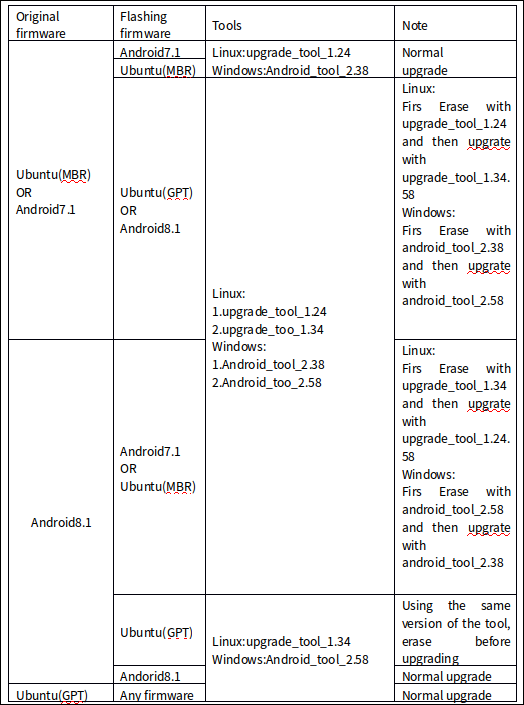 Original
firmware
Flashing
firmware
Tools
Note
Ubuntu(MBR)
OR
Android7.1
Android7.1
Ubuntu(MBR)
Linux:upgrade_tool_1.24
Windows:Android_tool_2.38
Normal
upgrade
Ubuntu(GPT)
OR
Android8.1
Linux:
1.upgrade_tool_1.24
2.upgrade_too_1.34
Windows:
1.Android_tool_2.38
2.Android_too_2.58
Linux:
Firs Erase with
upgrade_tool_1.24
and then upgrate
with
upgrade_tool_1.34.
58
Windows:
Firs Erase with
android_tool_2.38
and then upgrate
with
android_tool_2.58
Android8.1
Android7.1
OR
Ubuntu(MBR)
Linux:
Firs Erase with
upgrade_tool_1.34
and then upgrate
with
upgrade_tool_1.24.
58
Windows:
Firs Erase with
android_tool_2.58
and then upgrate
with
android_tool_2.38
Ubuntu(GPT)
Linux:upgrade_tool_1.34
Windows:Android_tool_2.58
Using the same
version of the tool,
erase before
upgrading
Andorid8.1
Normal upgrade
Ubuntu(GPT)
Any firmware
Normal upgrade